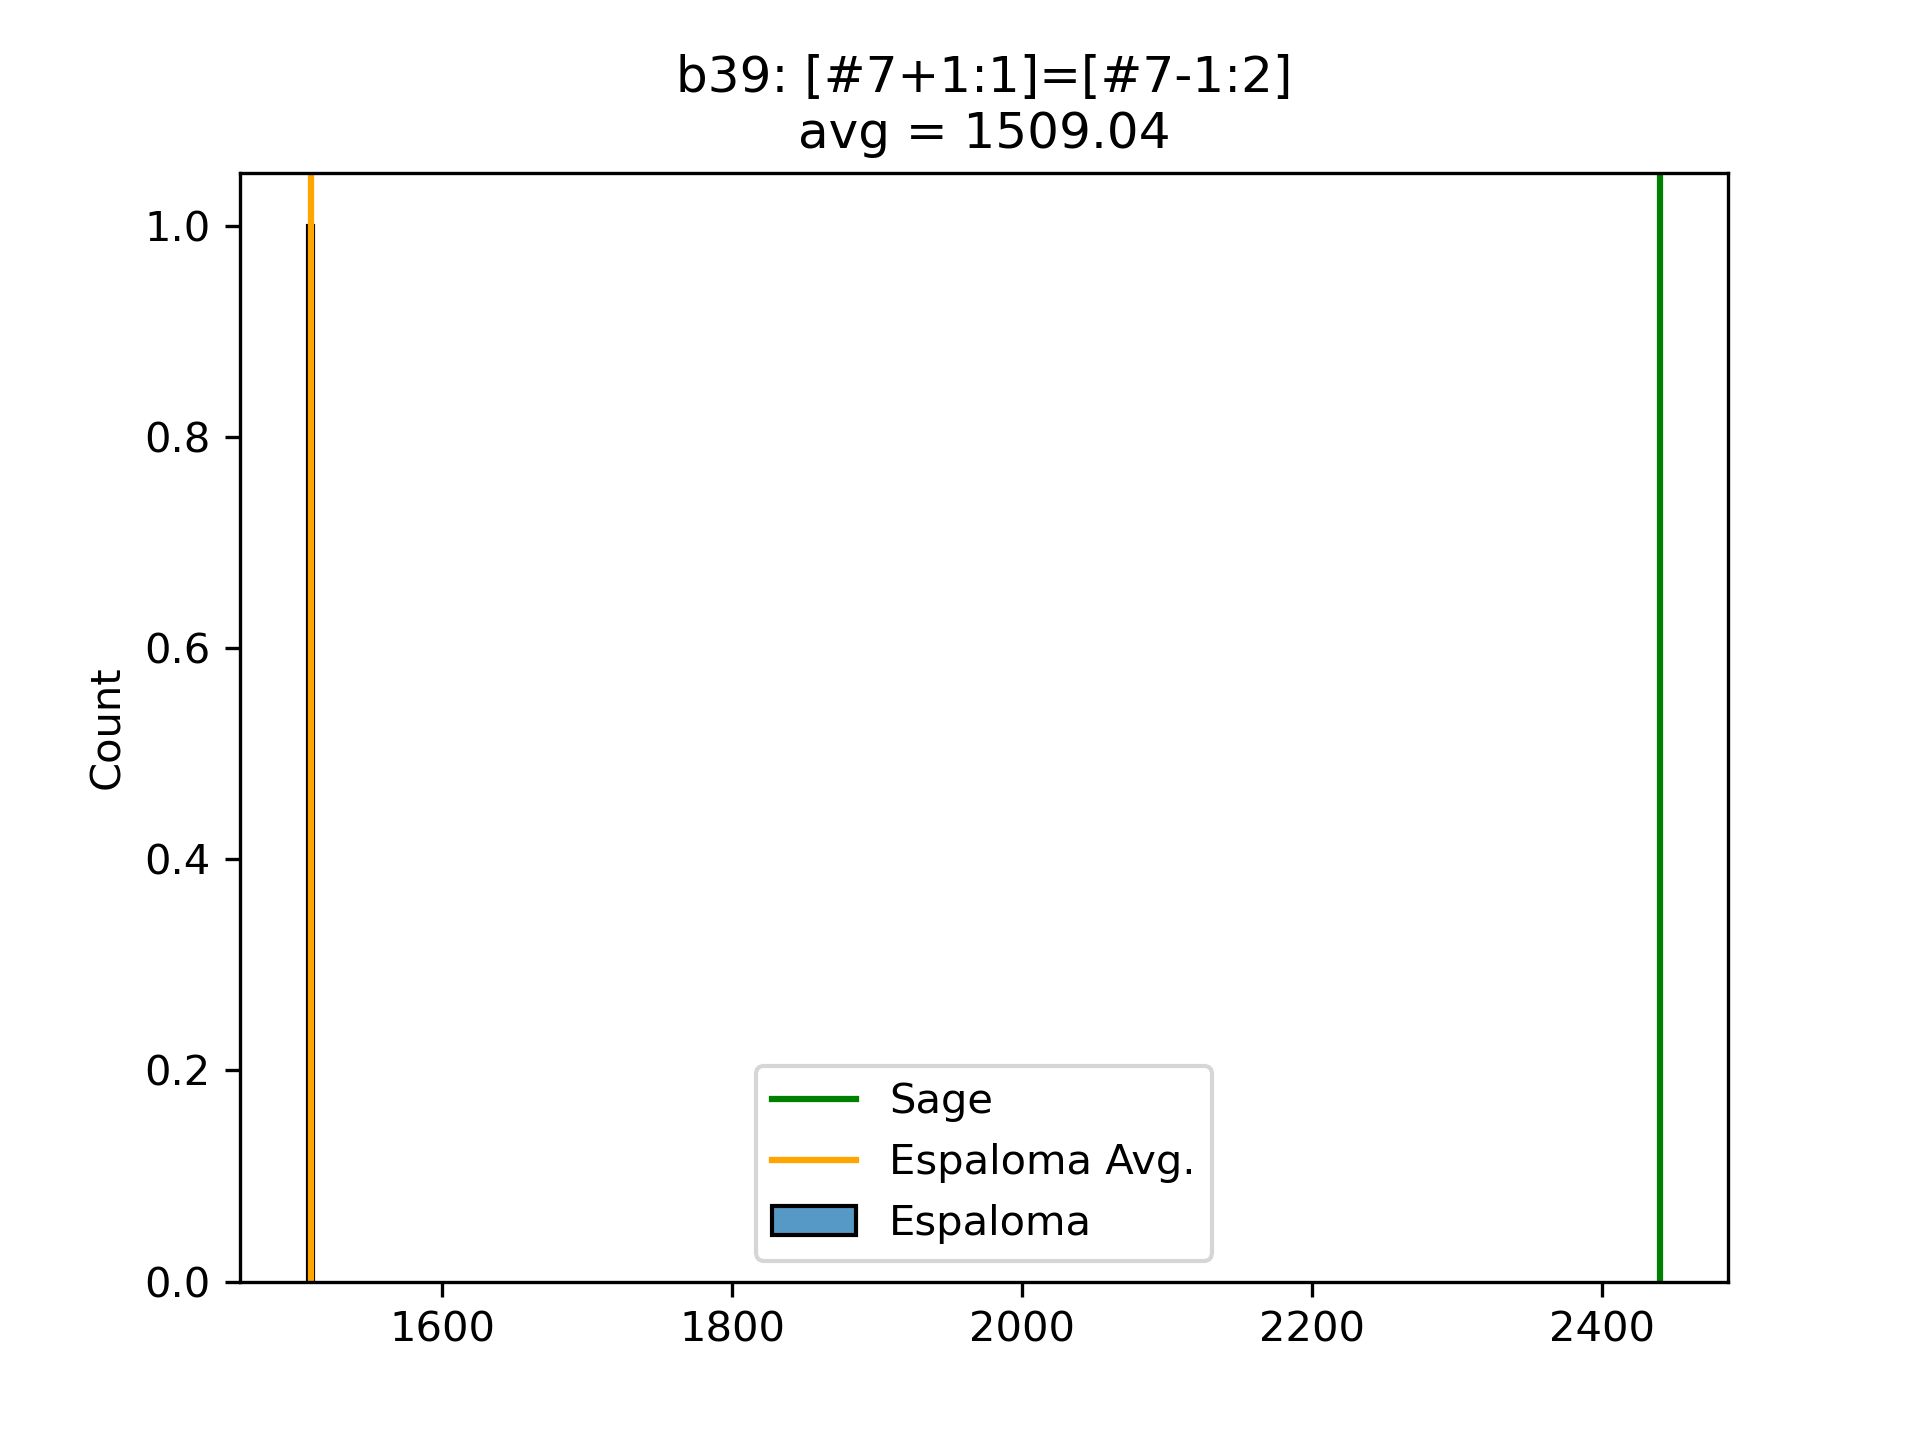 b39: [#7+1:1]=[#7-1:2]
avg = 1509.04
1.0
0.8
0.6
0.4
0.2
0.0
Count
Sage
Espaloma Avg.
Espaloma
1600 1800 2000 2200 2400